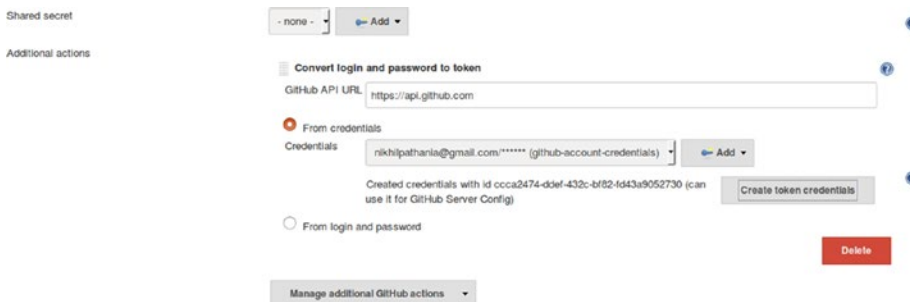 Shared secret
- none -
Add
Additional actions
Convert login and password to token
GitHub API URL
https://api.github.com
From credentials
Credentials
nikhilpathania@gmail.com/****** (github-account-credentials)
Add
Created credentials with id ccca2474-ddef-432c-bf82-fd43a9052730 (can
use it for GitHub Server Config)
Create token credentials
From login and password
Delete
Manage additional GitHub actions